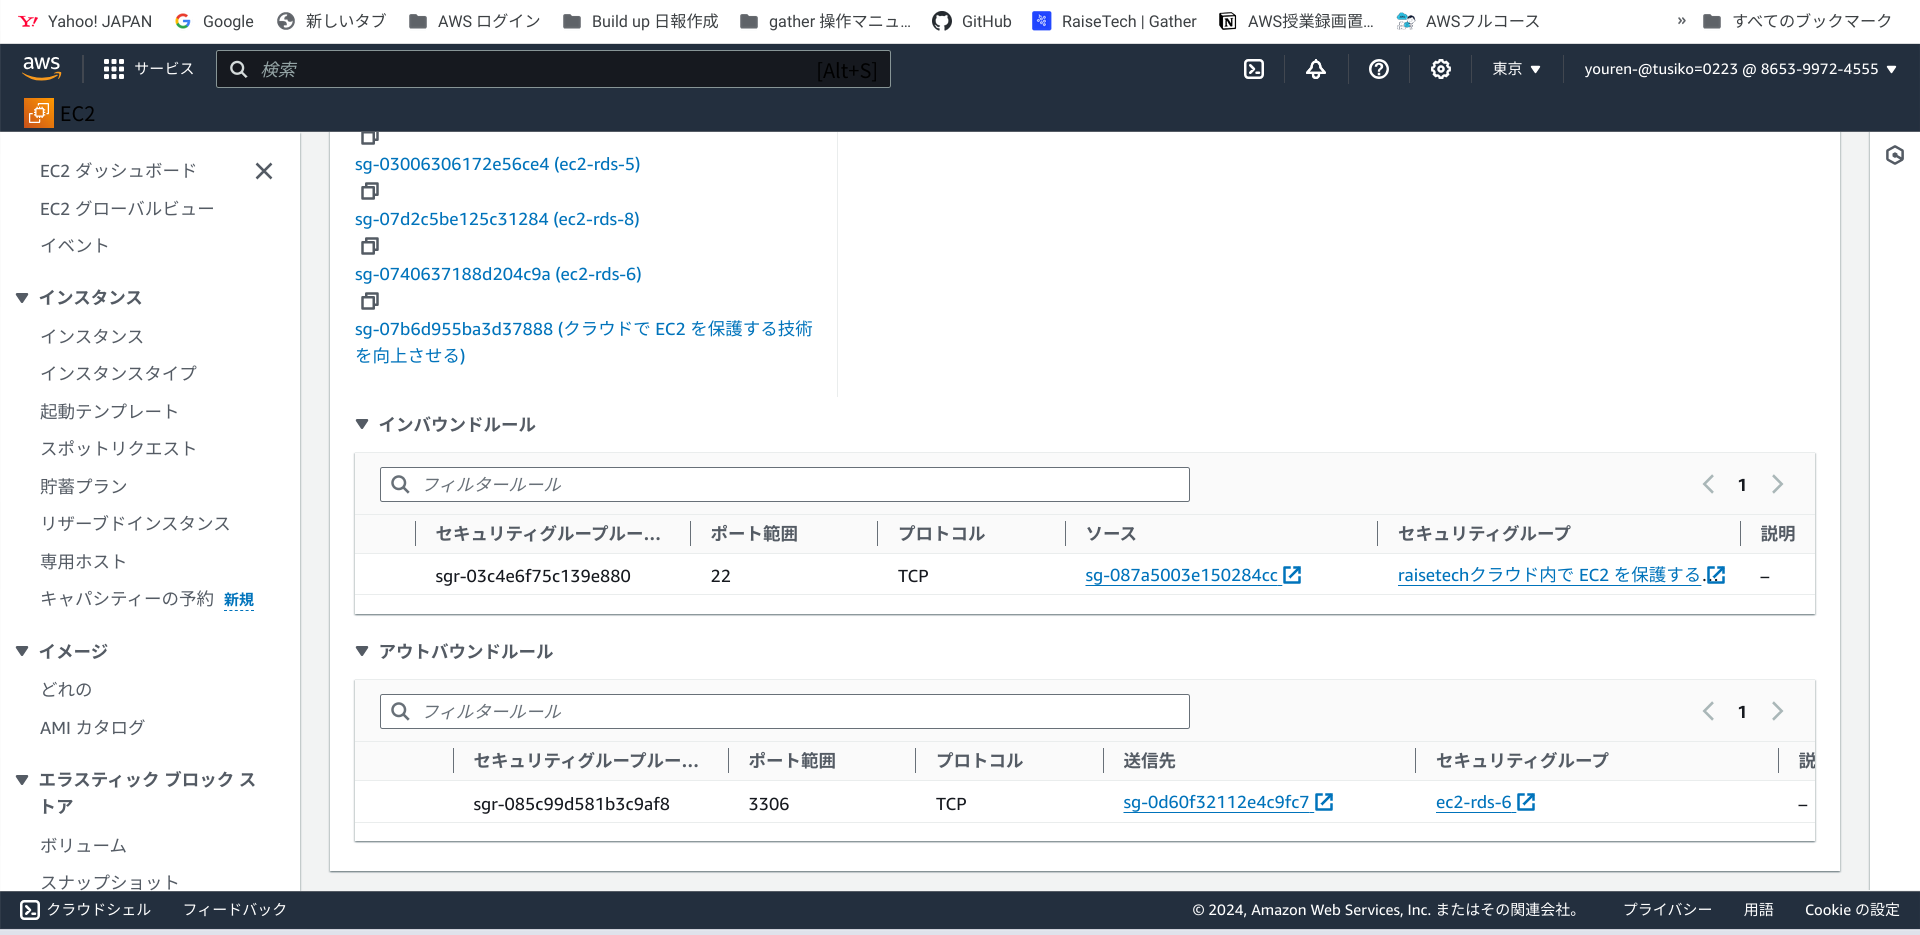 Yahoo! JAPAN Google 新しいタブ AWS ログイン Build up 日報作成 gather 操作マニュ... GitHub RaiseTech | Gather AWS授業録画置... AWSフルコース » すべてのブックマーク
aws サービス 検索 [Alt+S] 東京 ▼ youren-@tusiko=0223 @ 8653-9972-4555 ▼
EC2
EC2 ダッシュボード
EC2 グローバルビュー
イベント
▼ インスタンス
インスタンス
インスタンスタイプ
起動テンプレート
スポットリクエスト
貯蓄プラン
リザーブドインスタンス
専用ホスト
キャパシティーの予約 新規
▼ イメージ
どれの
AMI カタログ
▼ エラスティック ブロック ス
トア
ボリューム
スナップショット
sg-03006306172e56ce4 (ec2-rds-5)
sg-07d2c5be125c31284 (ec2-rds-8)
sg-0740637188d204c9a (ec2-rds-6)
sg-07b6d955ba3d37888 (クラウドで EC2 を保護する技術
を向上させる)
▼ インバウンドルール
フィルタールール 1
セキュリティグループルー... ポート範囲 プロトコル ソース セキュリティグループ 説明
sgr-03c4e6f75c139e880 22 TCP sg-087a5003e150284cc raisetechクラウド内で EC2 を保護する... –
▼ アウトバウンドルール
フィルタールール 1
セキュリティグループルー... ポート範囲 プロトコル 送信先 セキュリティグループ 説
sgr-085c99d581b3c9af8 3306 TCP sg-0d60f32112e4c9fc7 ec2-rds-6 –
クラウドシェル フィードバック © 2024, Amazon Web Services, Inc. またはその関連会社。 プライバシー 用語 Cookie の設定